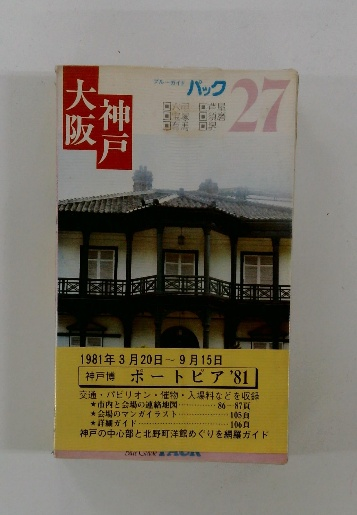 ブルーガイド パック
27
大阪
神戸
1981年3月20日～9月15日
神戸博 ポートピア'81
交通・パビリオン・催物・入場料などを収録
★市内と会場の連絡地図………86～87頁
★会場のマンガイラスト………105頁
★詳細ガイド………106頁
神戸の中心部と北野町洋館めぐりを網羅ガイド